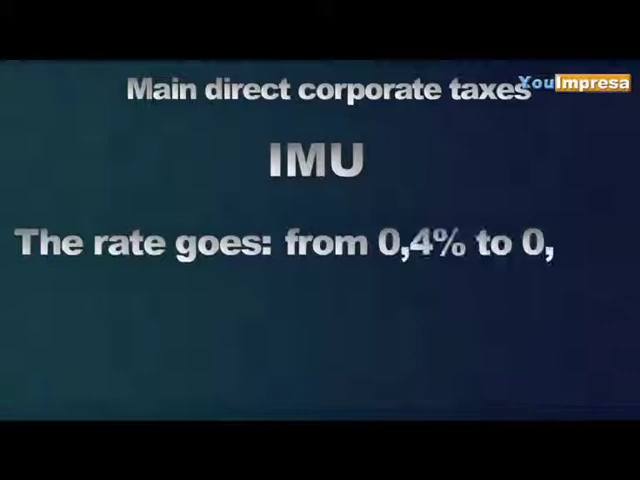 Main direct corporate taxes
YouImpresa
IMU
The rate goes: from 0,4% to 0,